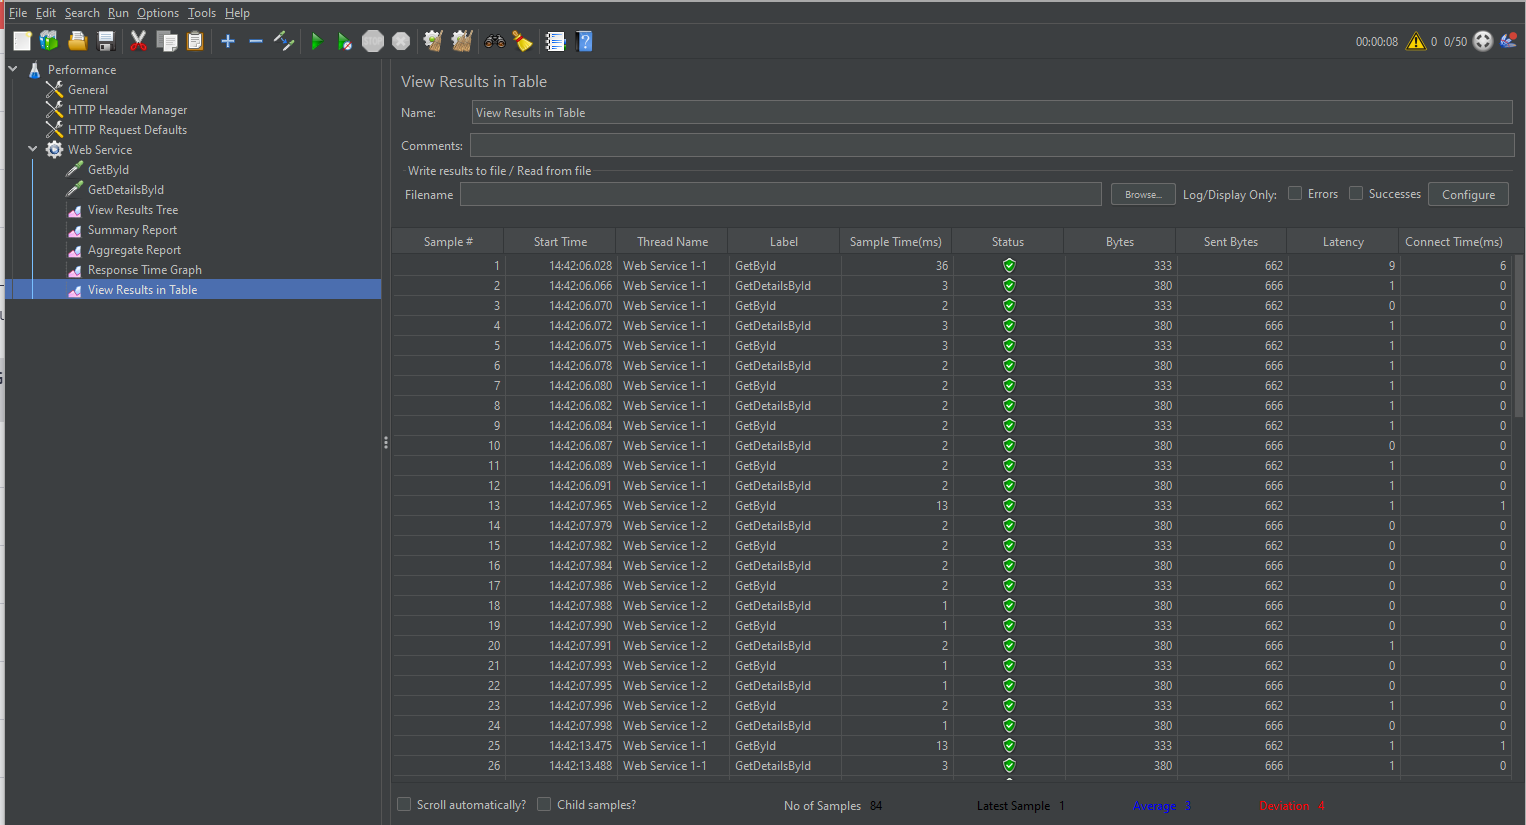 File Edit Search Run Options Tools Help
STOP 00:00:08 0 0/50
Performance
General
HTTP Header Manager
HTTP Request Defaults
Web Service
GetById
GetDetailsById
View Results Tree
Summary Report
Aggregate Report
Response Time Graph
View Results in Table
View Results in Table
Name: View Results in Table
Comments:
Write results to file / Read from file
Filename Browse... Log/Display Only: Errors Successes Configure
Sample # Start Time Thread Name Label Sample Time(ms) Status Bytes Sent Bytes Latency Connect Time(ms)
1 14:42:06.028 Web Service 1-1 GetById 36 333 662 9 6
2 14:42:06.066 Web Service 1-1 GetDetailsById 3 380 666 1 0
3 14:42:06.070 Web Service 1-1 GetById 2 333 662 0 0
4 14:42:06.072 Web Service 1-1 GetDetailsById 3 380 666 1 0
5 14:42:06.075 Web Service 1-1 GetById 3 333 662 1 0
6 14:42:06.078 Web Service 1-1 GetDetailsById 2 380 666 1 0
7 14:42:06.080 Web Service 1-1 GetById 2 333 662 1 0
8 14:42:06.082 Web Service 1-1 GetDetailsById 2 380 666 1 0
9 14:42:06.084 Web Service 1-1 GetById 2 333 662 1 0
10 14:42:06.087 Web Service 1-1 GetDetailsById 2 380 666 0 0
11 14:42:06.089 Web Service 1-1 GetById 2 333 662 1 0
12 14:42:06.091 Web Service 1-1 GetDetailsById 2 380 666 1 0
13 14:42:07.965 Web Service 1-2 GetById 13 333 662 1 1
14 14:42:07.979 Web Service 1-2 GetDetailsById 2 380 666 0 0
15 14:42:07.982 Web Service 1-2 GetById 2 333 662 0 0
16 14:42:07.984 Web Service 1-2 GetDetailsById 2 380 666 0 0
17 14:42:07.986 Web Service 1-2 GetById 2 333 662 0 0
18 14:42:07.988 Web Service 1-2 GetDetailsById 1 380 666 0 0
19 14:42:07.990 Web Service 1-2 GetById 1 333 662 0 0
20 14:42:07.991 Web Service 1-2 GetDetailsById 2 380 666 1 0
21 14:42:07.993 Web Service 1-2 GetById 1 333 662 0 0
22 14:42:07.995 Web Service 1-2 GetDetailsById 1 380 666 0 0
23 14:42:07.996 Web Service 1-2 GetById 2 333 662 1 0
24 14:42:07.998 Web Service 1-2 GetDetailsById 1 380 666 0 0
25 14:42:13.475 Web Service 1-1 GetById 13 333 662 1 1
26 14:42:13.488 Web Service 1-1 GetDetailsById 3 380 666 1 0
Scroll automatically? Child samples? No of Samples 84 Latest Sample 1 Average 3 Deviation 4